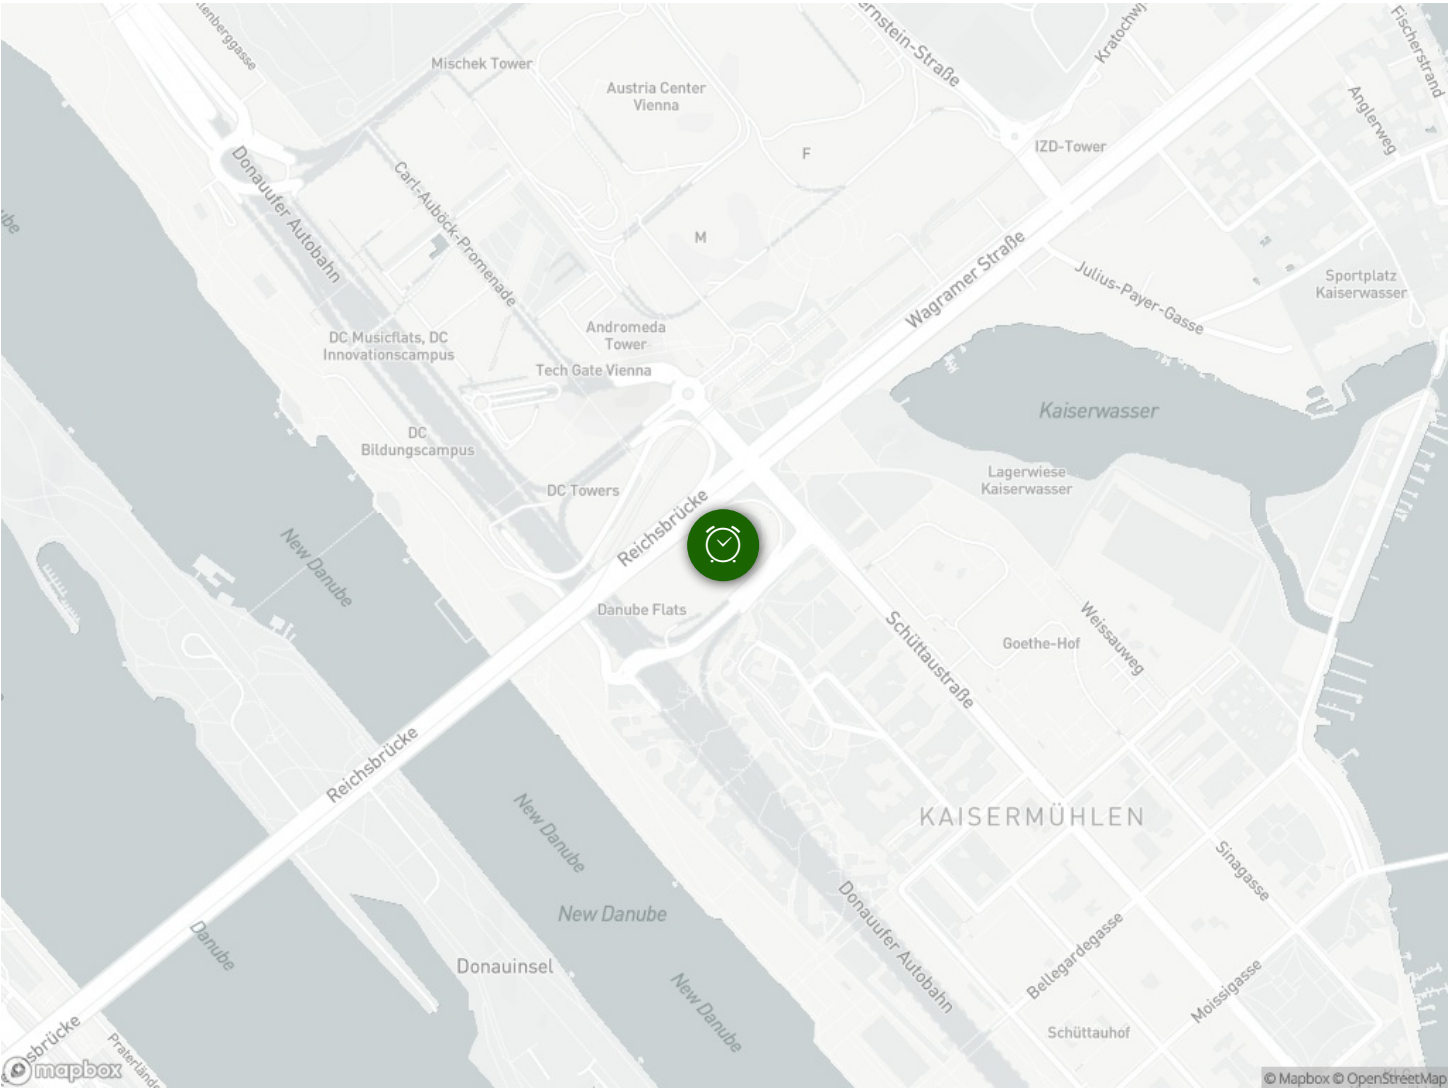 Mischek Tower
Austria Center
Vienna
Kratochwj
Fischerstrand
Anglerweg
F
IZD-Tower
Donauufer Autobahn
Carl-Auböck-Promenade
M
Wagramer Straße
Julius-Payer-Gasse
Sportplatz
Kaiserwasser
DC Musicflats, DC
Innovationscampus
Andromeda
Tower
Tech Gate Vienna
Kaiserwasser
DC
Bildungscampus
Lagerwiese
Kaiserwasser
DC Towers
Reichsbrücke
New Danube
Danube Flats
Schüttaustraße
Goethe-Hof
Weissauweg
Reichsbrücke
New Danube
KAISERMÜHLEN
Sinagasse
New Danube
Donauufer Autobahn
Danube
Donauinsel
Bellegardegasse
Moissigasse
New Danube
Schüttauhof
sbrücke
Praterlände
mapbox
© Mapbox © OpenStreetMap